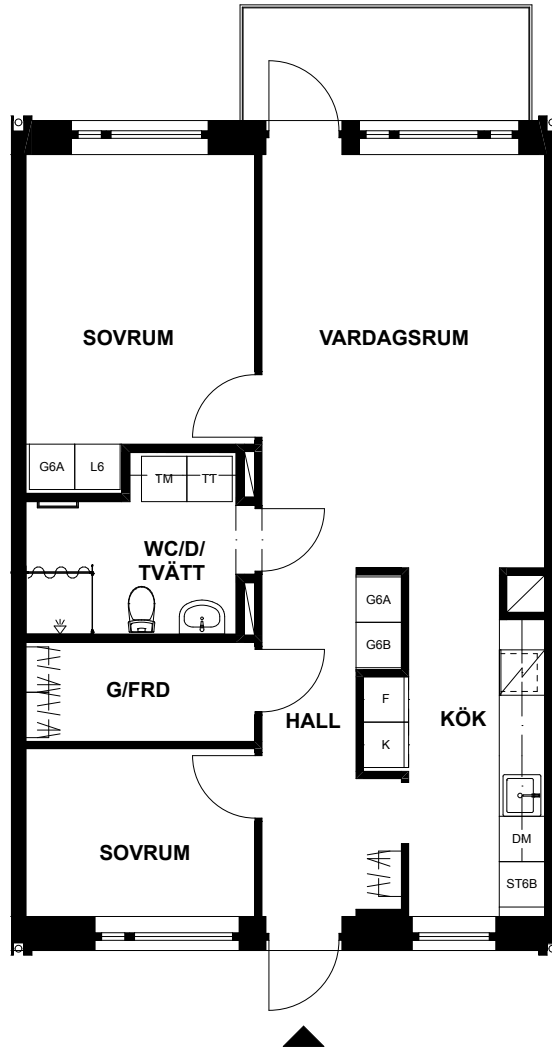 SOVRUM
VARDAGSRUM
G6A
L6
TM
TT
WC/D/
TVÄTT
G6A
G6B
G/FRD
F
HALL
KÖK
K
DM
SOVRUM
ST6B